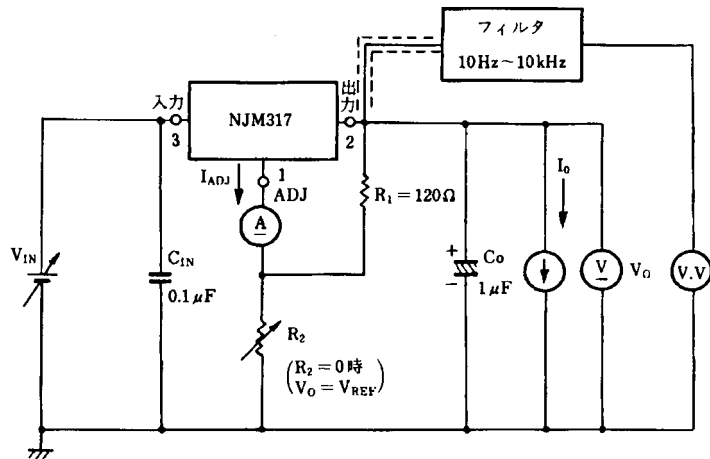 フィルタ
10Hz~10kHz
入力
3
NJM317
出力
2
I_ADJ
1
ADJ
A
R₁=120Ω
I₀
V_IN
C_IN
0.1μF
R₂
(R₂=0時
V_O=V_REF)
+
−
C₀
1μF
V
V_O
V.V